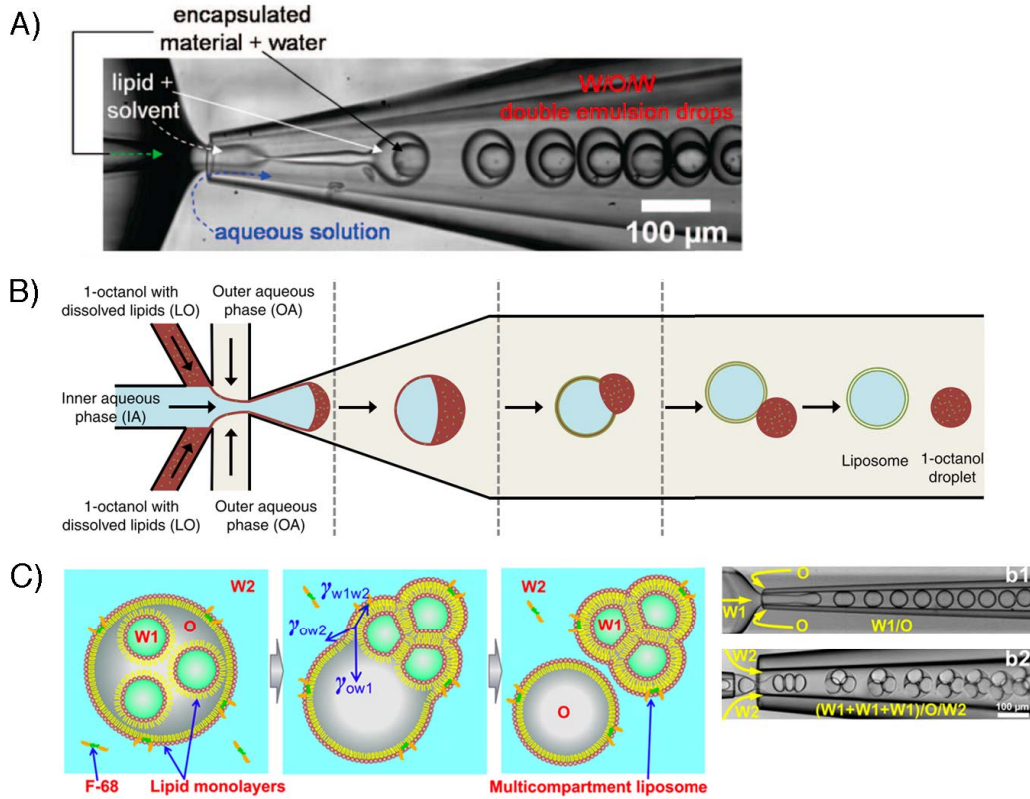 A)
encapsulated
material + water
lipid +
solvent
W/O/W
double emulsion drops
aqueous solution
100 µm
B)
1-octanol with
dissolved lipids (LO)
Outer aqueous
phase (OA)
Inner aqueous
phase (IA)
1-octanol with
dissolved lipids (LO)
Outer aqueous
phase (OA)
Liposome
1-octanol
droplet
C)
W2
W1
O
F-68
Lipid monolayers
γw1w2
γow2
γow1
W2
W1
O
Multicompartment liposome
O
b1
W1
O
W1/O
W2
b2
W2
(W1+W1+W1)/O/W2
100 µm